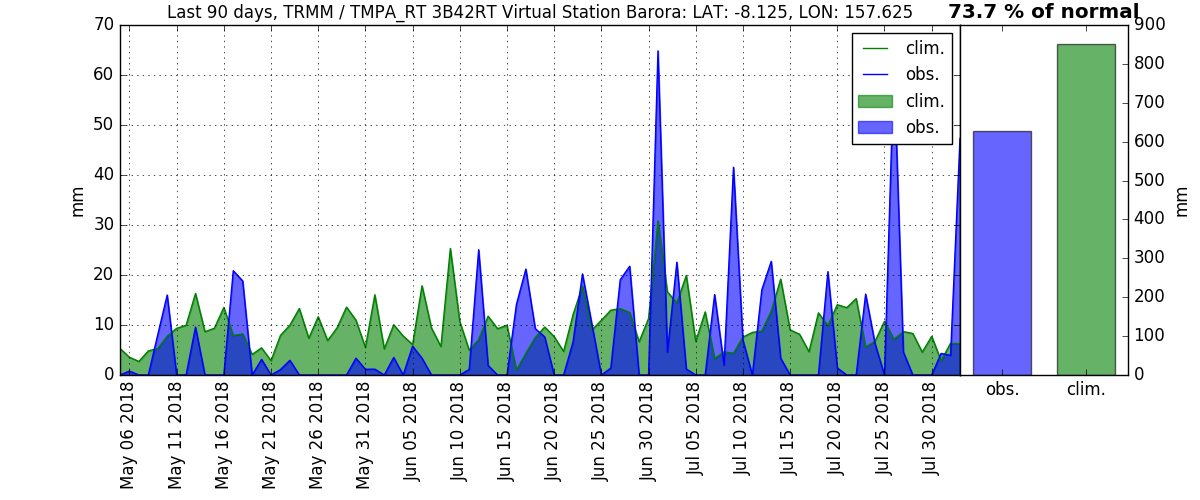 Last 90 days, TRMM / TMPA_RT 3B42RT Virtual Station Barora: LAT: -8.125, LON: 157.625
73.7 % of normal
70
60
50
40
30
20
10
0
mm
clim.
obs.
clim.
obs.
May 06 2018
May 11 2018
May 16 2018
May 21 2018
May 26 2018
May 31 2018
Jun 05 2018
Jun 10 2018
Jun 15 2018
Jun 20 2018
Jun 25 2018
Jun 30 2018
Jul 05 2018
Jul 10 2018
Jul 15 2018
Jul 20 2018
Jul 25 2018
Jul 30 2018
900
800
700
600
500
400
300
200
100
0
mm
obs.
clim.